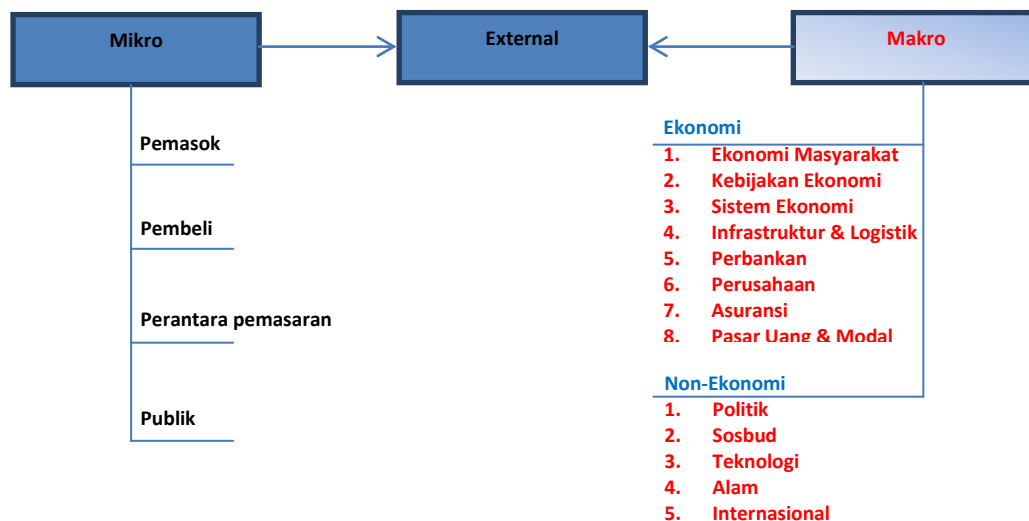 Mikro
External
Makro
Pemasok
Pembeli
Perantara pemasaran
Publik
Ekonomi
1. Ekonomi Masyarakat
2. Kebijakan Ekonomi
3. Sistem Ekonomi
4. Infrastruktur & Logistik
5. Perbankan
6. Perusahaan
7. Asuransi
8. Pasar Uang & Modal
Non-Ekonomi
1. Politik
2. Sosbud
3. Teknologi
4. Alam
5. Internasional